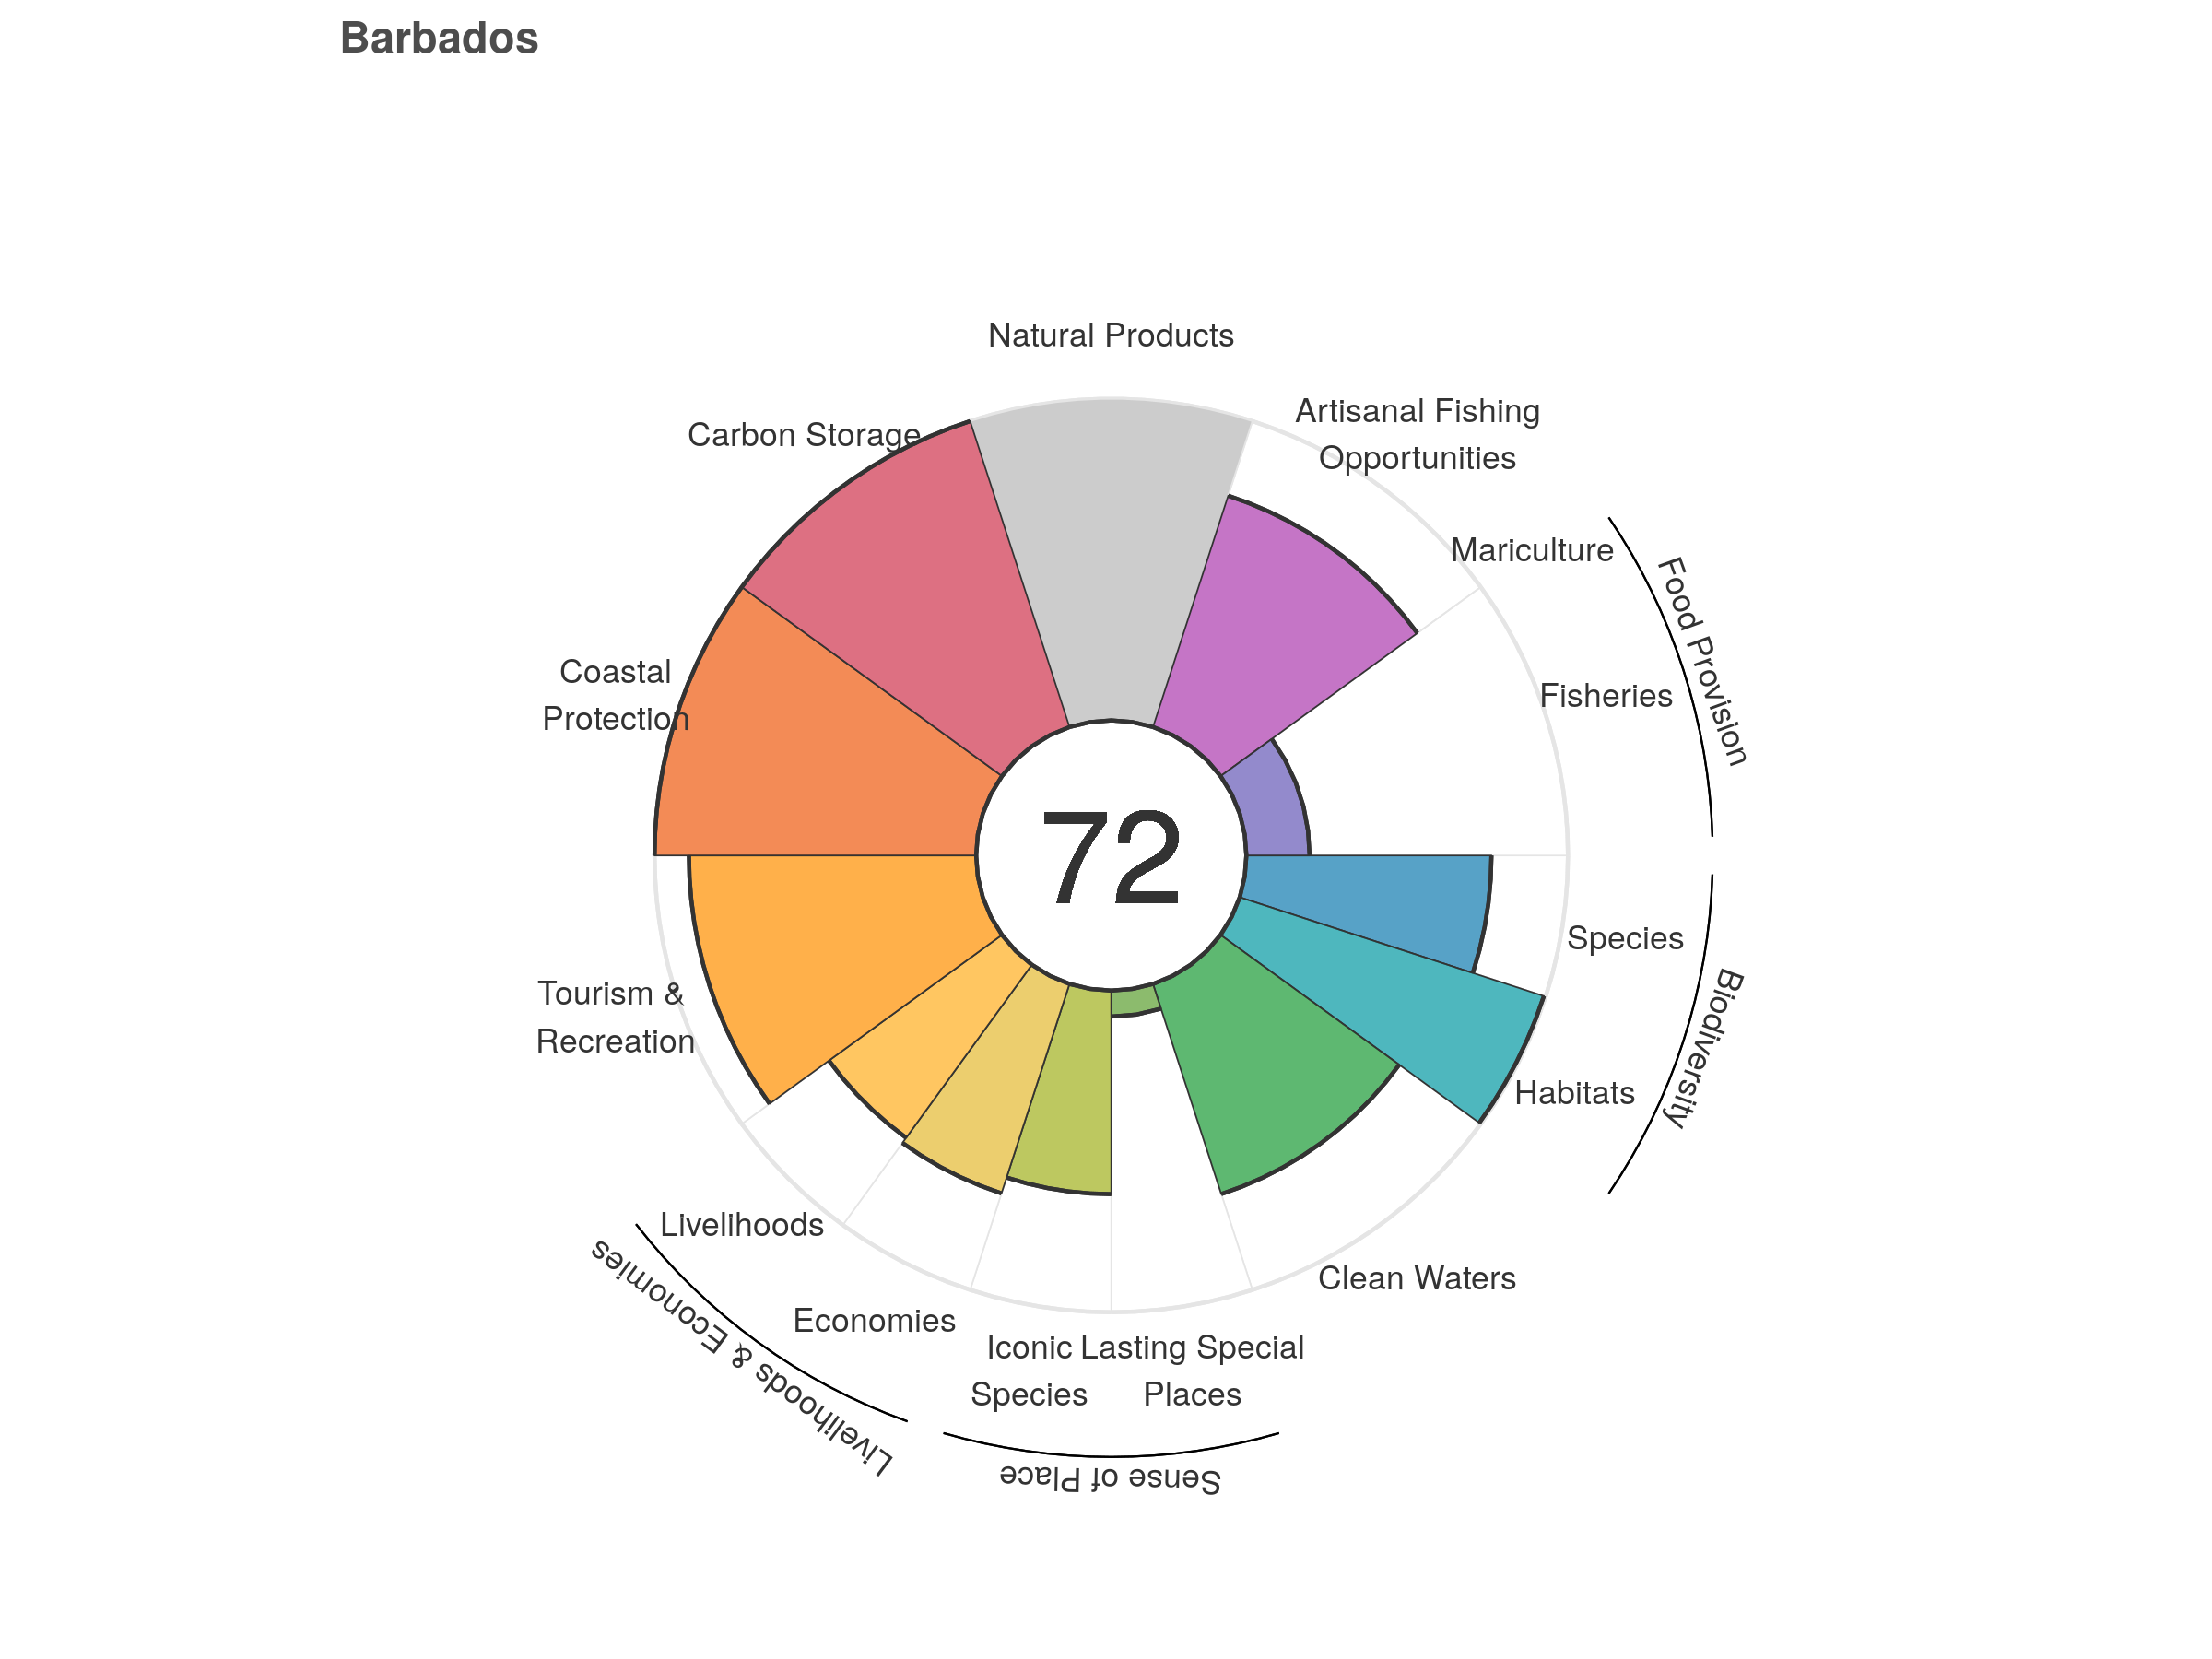 Barbados
Natural Products
Artisanal Fishing
Opportunities
Carbon Storage
Mariculture
Food Provision
Fisheries
Coastal
Protection
72
Species
Biodiversity
Tourism &
Recreation
Habitats
Livelihoods
Livelihoods & Economies
Clean Waters
Economies
Iconic
Species
Lasting Special
Places
Sense of Place